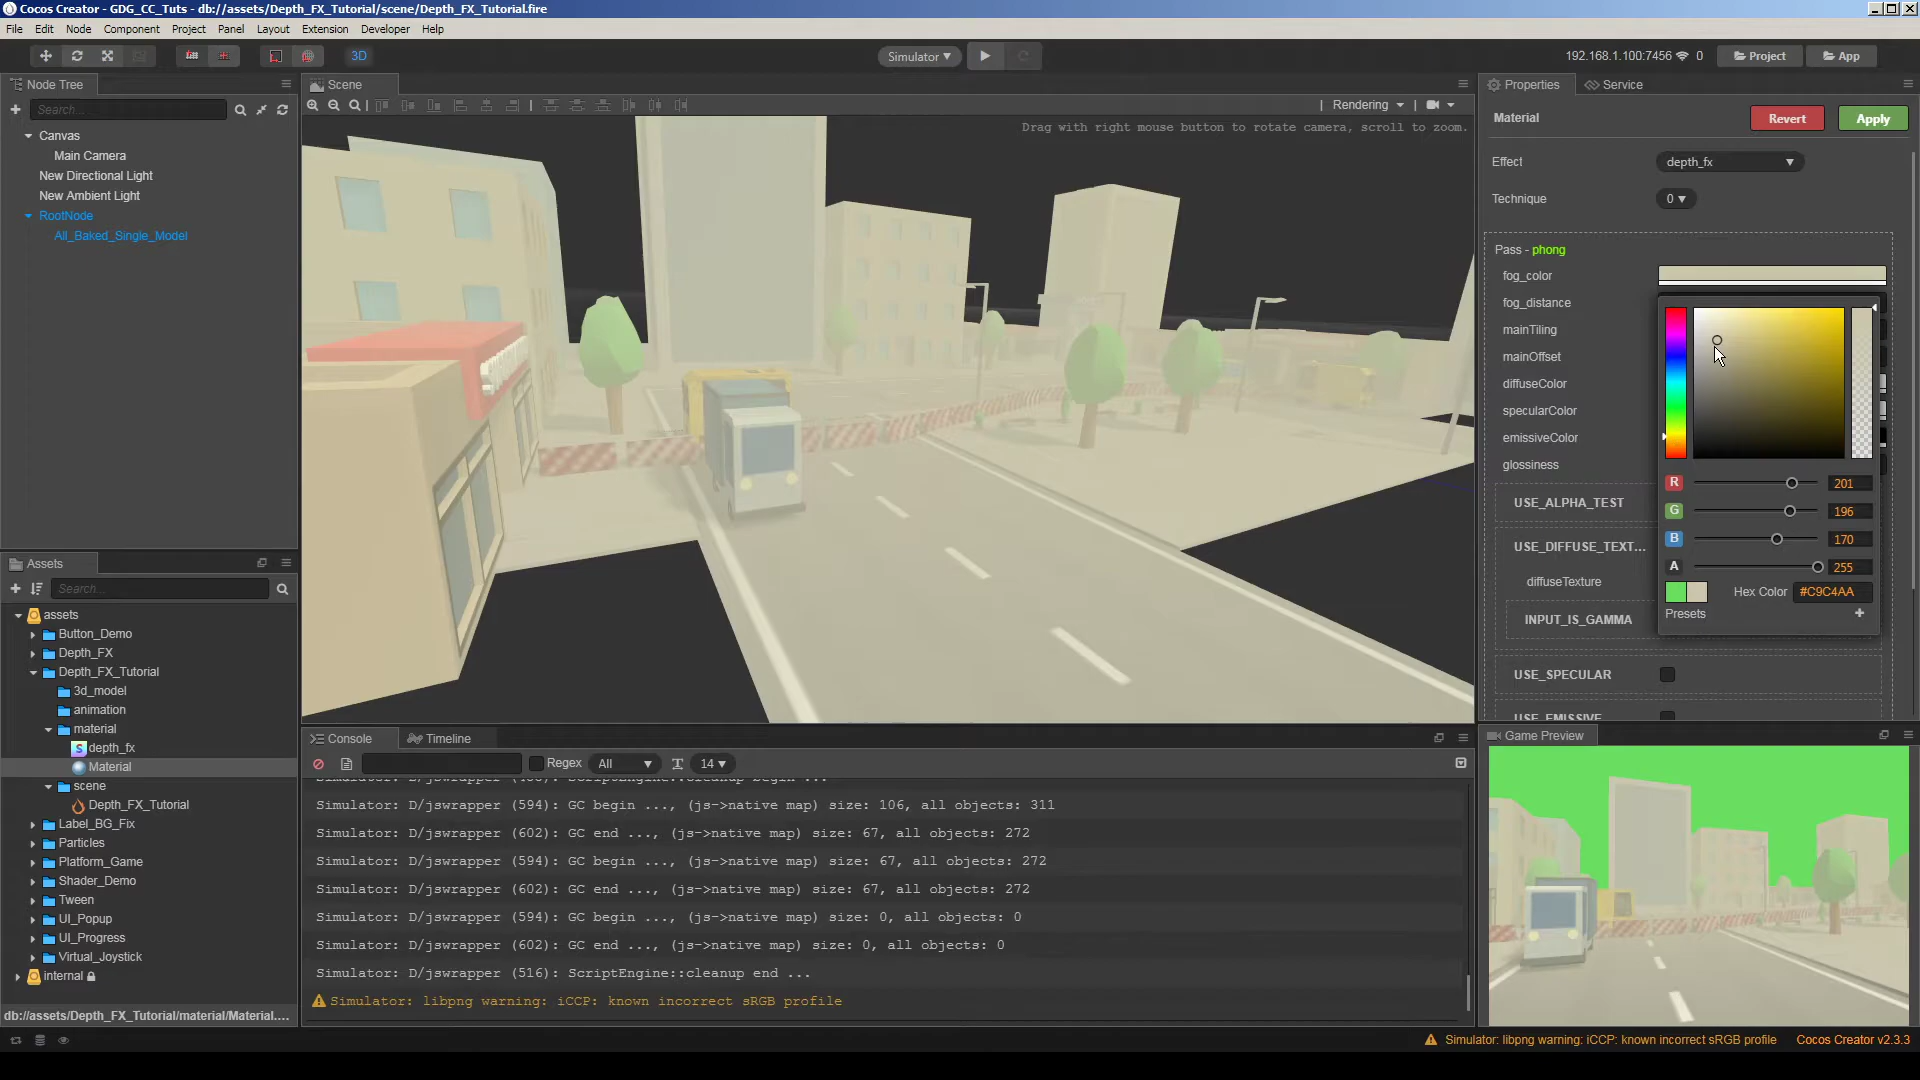 Cocos Creator - GDG_CC_Tuts - db://assets/Depth_FX_Tutorial/scene/Depth_FX_Tutorial.fire
File Edit Node Component Project Panel Layout Extension Developer Help
3D
Simulator
192.168.1.100:7456 0
Project
App
Node Tree
Search...
Canvas
Main Camera
New Directional Light
New Ambient Light
RootNode
All_Baked_Single_Model
Scene
Rendering
Drag with right mouse button to rotate camera, scroll to zoom.
Assets
Search...
assets
Button_Demo
Depth_FX
Depth_FX_Tutorial
3d_model
animation
material
depth_fx
Material
scene
Depth_FX_Tutorial
Label_BG_Fix
Particles
Platform_Game
Shader_Demo
Tween
UI_Popup
UI_Progress
Virtual_Joystick
internal
db://assets/Depth_FX_Tutorial/material/Material....
Console
Timeline
Regex
All
14
Simulator: D/jswrapper (594): GC begin ..., (js->native map) size: 106, all objects: 311
Simulator: D/jswrapper (602): GC end ..., (js->native map) size: 67, all objects: 272
Simulator: D/jswrapper (594): GC begin ..., (js->native map) size: 67, all objects: 272
Simulator: D/jswrapper (602): GC end ..., (js->native map) size: 67, all objects: 272
Simulator: D/jswrapper (594): GC begin ..., (js->native map) size: 0, all objects: 0
Simulator: D/jswrapper (602): GC end ..., (js->native map) size: 0, all objects: 0
Simulator: D/jswrapper (516): ScriptEngine::cleanup end ...
Simulator: libpng warning: iCCP: known incorrect sRGB profile
Properties
Service
Material
Revert
Apply
Effect
depth_fx
Technique
0
Pass - phong
fog_color
fog_distance
mainTiling
mainOffset
diffuseColor
specularColor
emissiveColor
glossiness
USE_ALPHA_TEST
USE_DIFFUSE_TEXT...
diffuseTexture
INPUT_IS_GAMMA
USE_SPECULAR
USE_EMISSIVE
R 201
G 196
B 170
A 255
Hex Color #C9C4AA
Presets
Game Preview
Simulator: libpng warning: iCCP: known incorrect sRGB profile
Cocos Creator v2.3.3